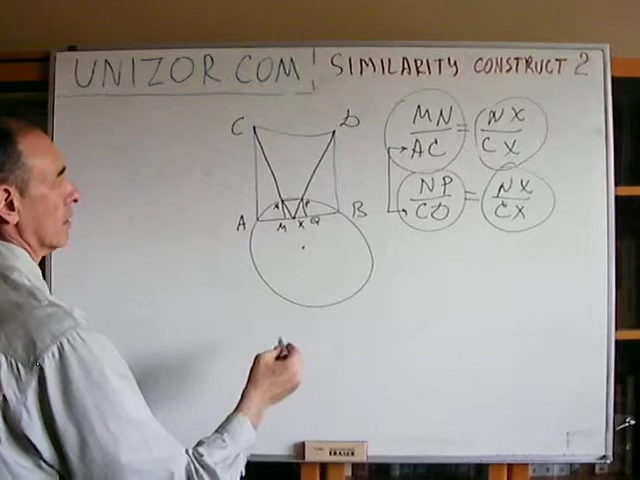 UNIZOR.COM SIMILARITY CONSTRUCT 2
C D
MN/AC = NX/CX
NP/CD = NX/CX
N P
A M X Q B
ERASER